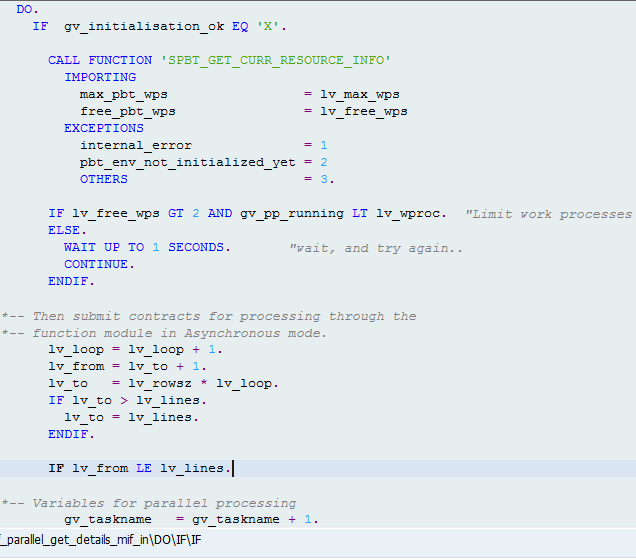 DO.
IF gv_initialisation_ok EQ 'X'.
CALL FUNCTION 'SPBT_GET_CURR_RESOURCE_INFO'
IMPORTING
max_pbt_wps = lv_max_wps
free_pbt_wps = lv_free_wps
EXCEPTIONS
internal_error = 1
pbt_env_not_initialized_yet = 2
OTHERS = 3.
IF lv_free_wps GT 2 AND gv_pp_running LT lv_wproc. "Limit work processes
ELSE.
WAIT UP TO 1 SECONDS. "wait, and try again..
CONTINUE.
ENDIF.
*-- Then submit contracts for processing through the
*-- function module in Asynchronous mode.
lv_loop = lv_loop + 1.
lv_from = lv_to + 1.
lv_to = lv_rowsz * lv_loop.
IF lv_to > lv_lines.
lv_to = lv_lines.
ENDIF.
IF lv_from LE lv_lines.
*-- Variables for parallel processing
gv_taskname = gv_taskname + 1.
_parallel_get_details_mif_in\DO\IF\IF